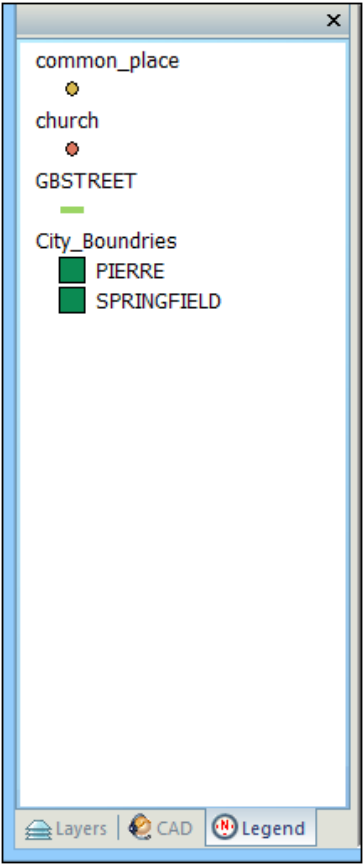 common_place
church
GBSTREET
City_Boundries
PIERRE
SPRINGFIELD
Layers CAD N Legend